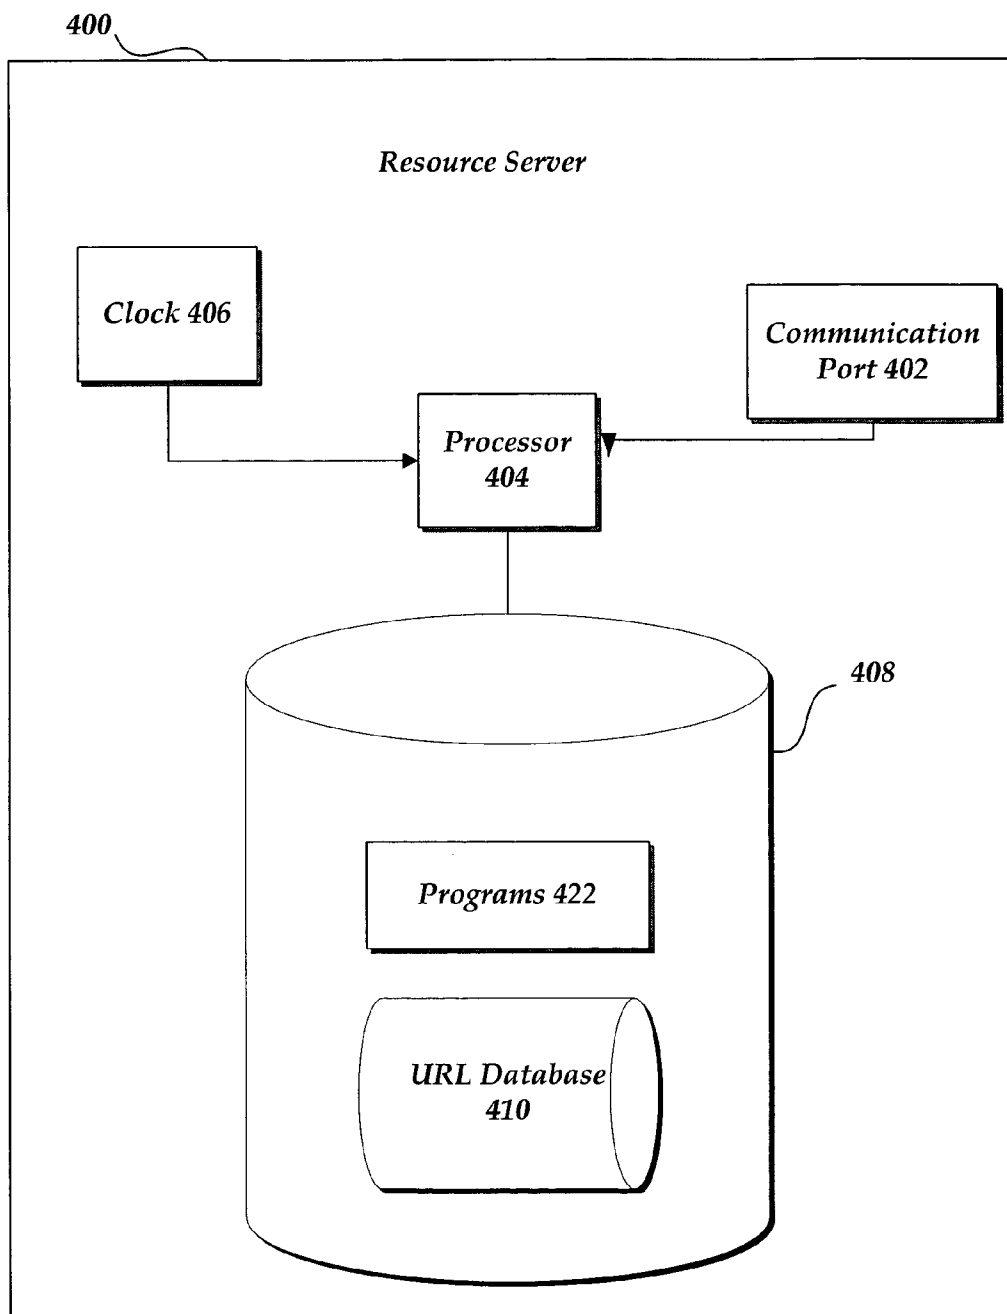 400
Resource Server
Clock 406
Communication
Port 402
Processor
404
408
Programs 422
URL Database
410